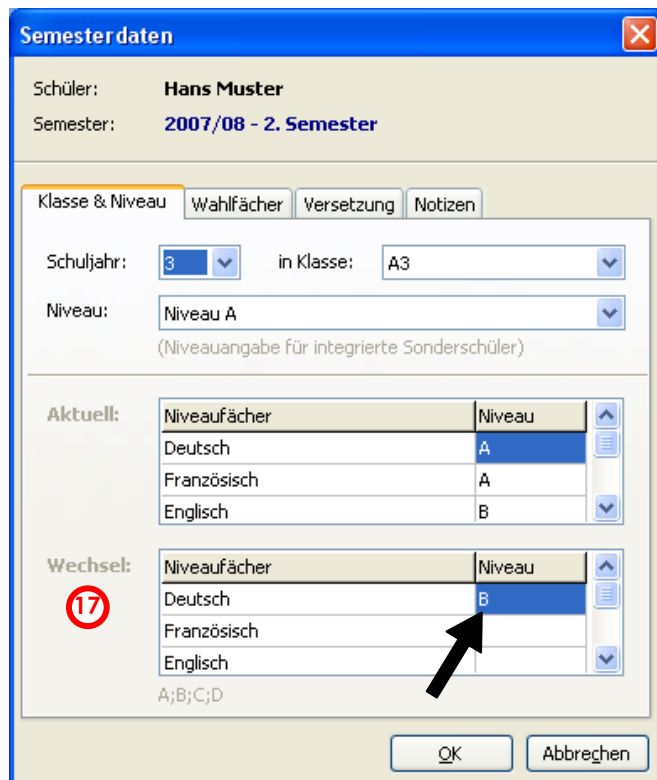 Semesterdaten
Schüler: Hans Muster
Semester: 2007/08 - 2. Semester
Klasse & Niveau Wahlfächer Versetzung Notizen
Schuljahr: 3 in Klasse: A3
Niveau: Niveau A
(Niveauangabe für integrierte Sonderschüler)
Aktuell: Niveaufächer Niveau
Deutsch A
Französisch A
Englisch B
Wechsel: Niveaufächer Niveau
17 Deutsch B
Französisch
Englisch
A;B;C;D
OK Abbrechen